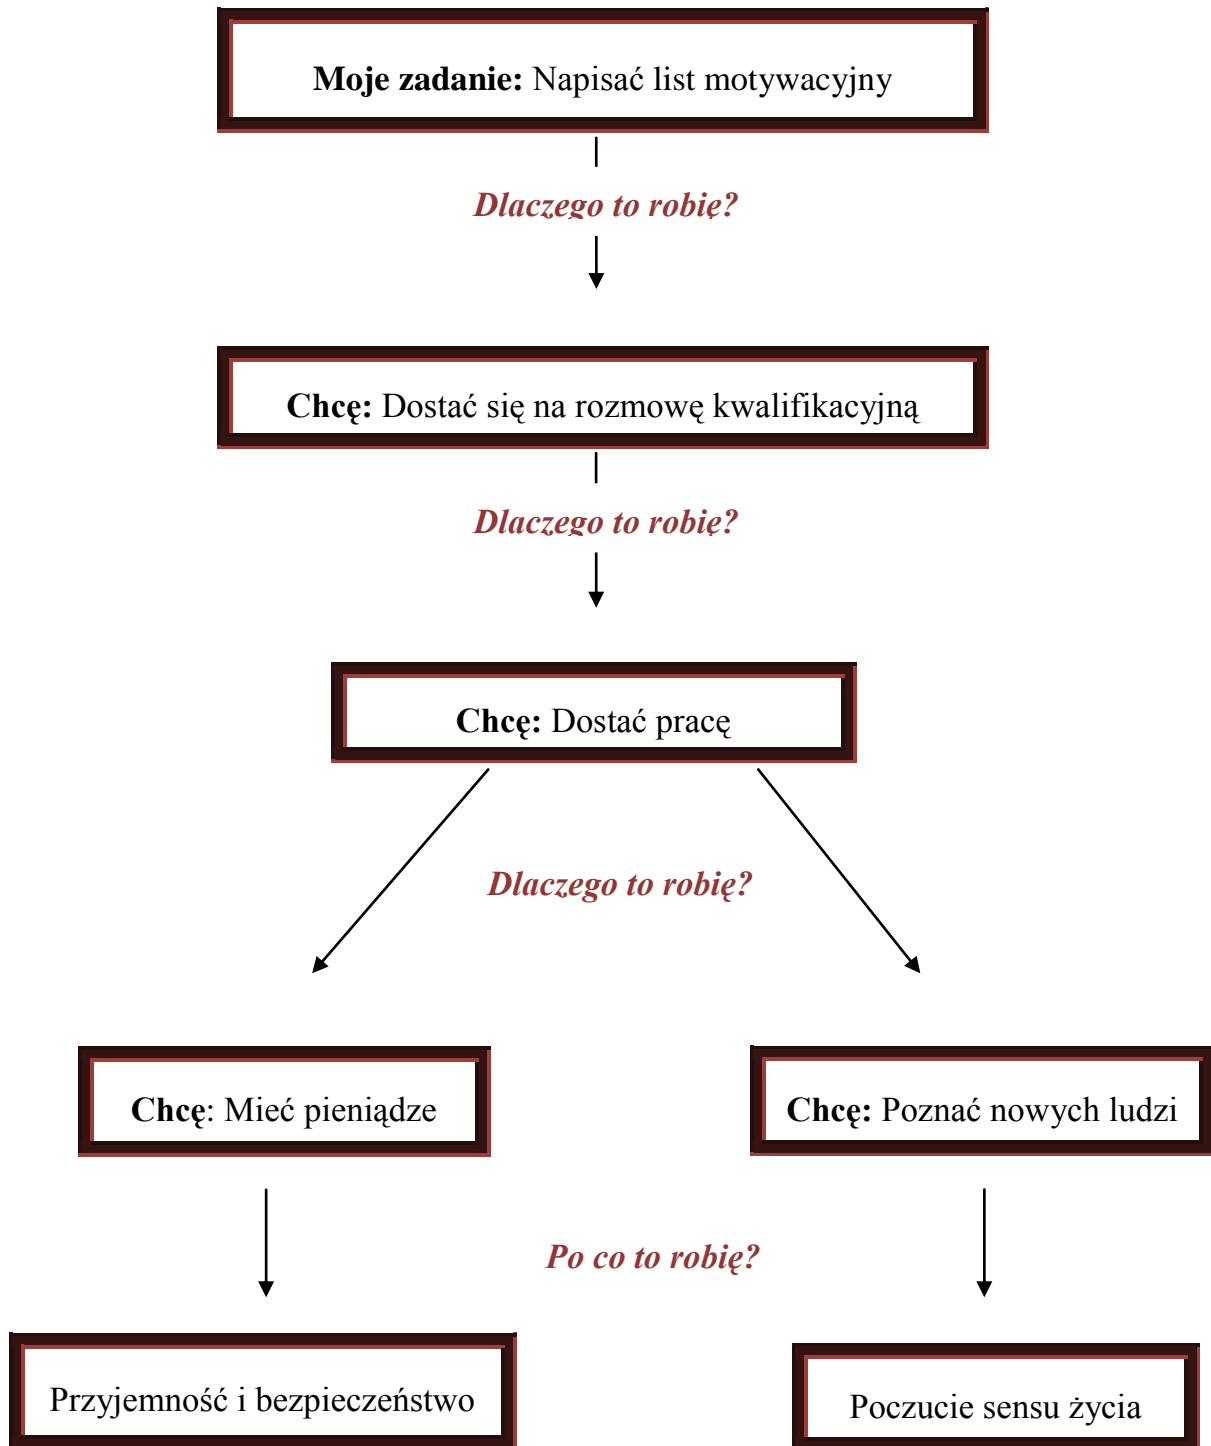 Moje zadanie: Napisać list motywacyjny
Dlaczego to robię?
Chcę: Dostać się na rozmowę kwalifikacyjną
Dlaczego to robię?
Chcę: Dostać pracę
Dlaczego to robię?
Chcę: Mieć pieniądze
Chcę: Poznać nowych ludzi
Po co to robię?
Przyjemność i bezpieczeństwo
Poczucie sensu życia